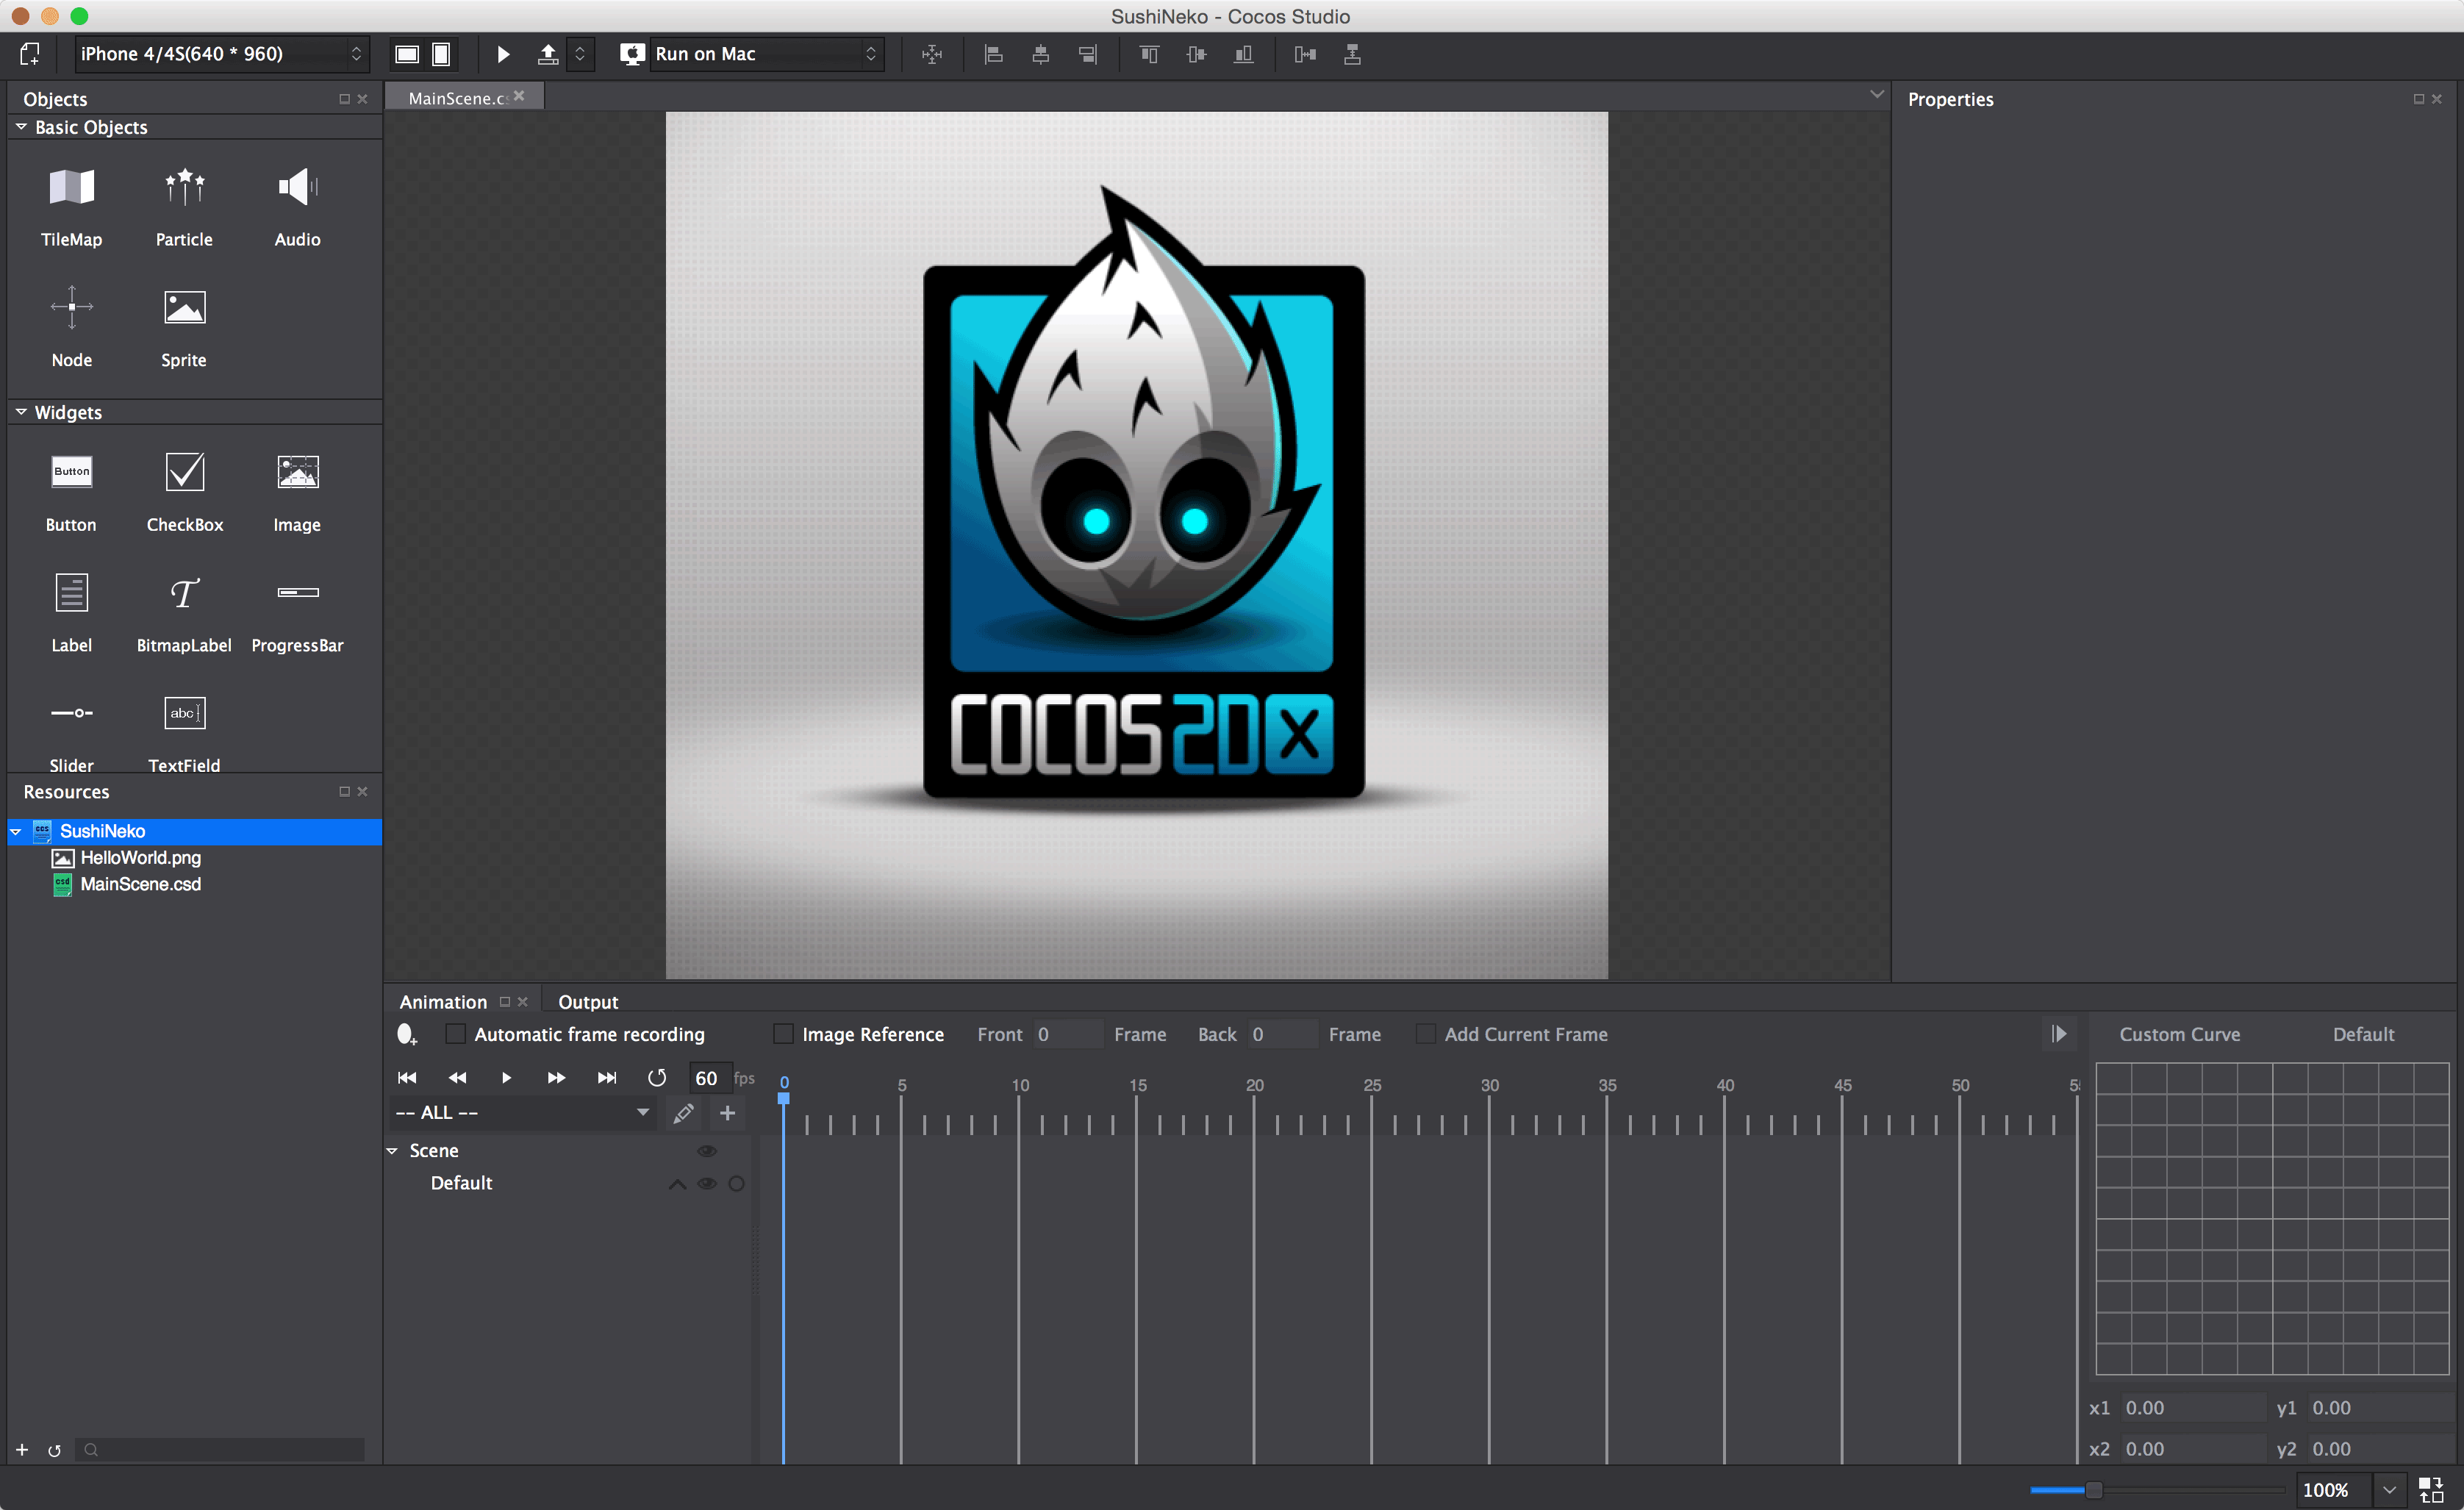 SushiNeko - Cocos Studio
iPhone 4/4S(640 * 960)
Run on Mac
Objects
MainScene.c
Properties
Basic Objects
TileMap
Particle
Audio
Node
Sprite
Widgets
Button
Button
CheckBox
Image
Label
BitmapLabel
ProgressBar
abc
Slider
TextField
COCOS2DX
Resources
ccs
SushiNeko
HelloWorld.png
csd
MainScene.csd
Animation
Output
Automatic frame recording
Image Reference
Front 0 Frame
Back 0 Frame
Add Current Frame
Custom Curve
Default
60 fps
0 5 10 15 20 25 30 35 40 45 50
-- ALL --
Scene
Default
x1 0.00 y1 0.00
x2 0.00 y2 0.00
100%